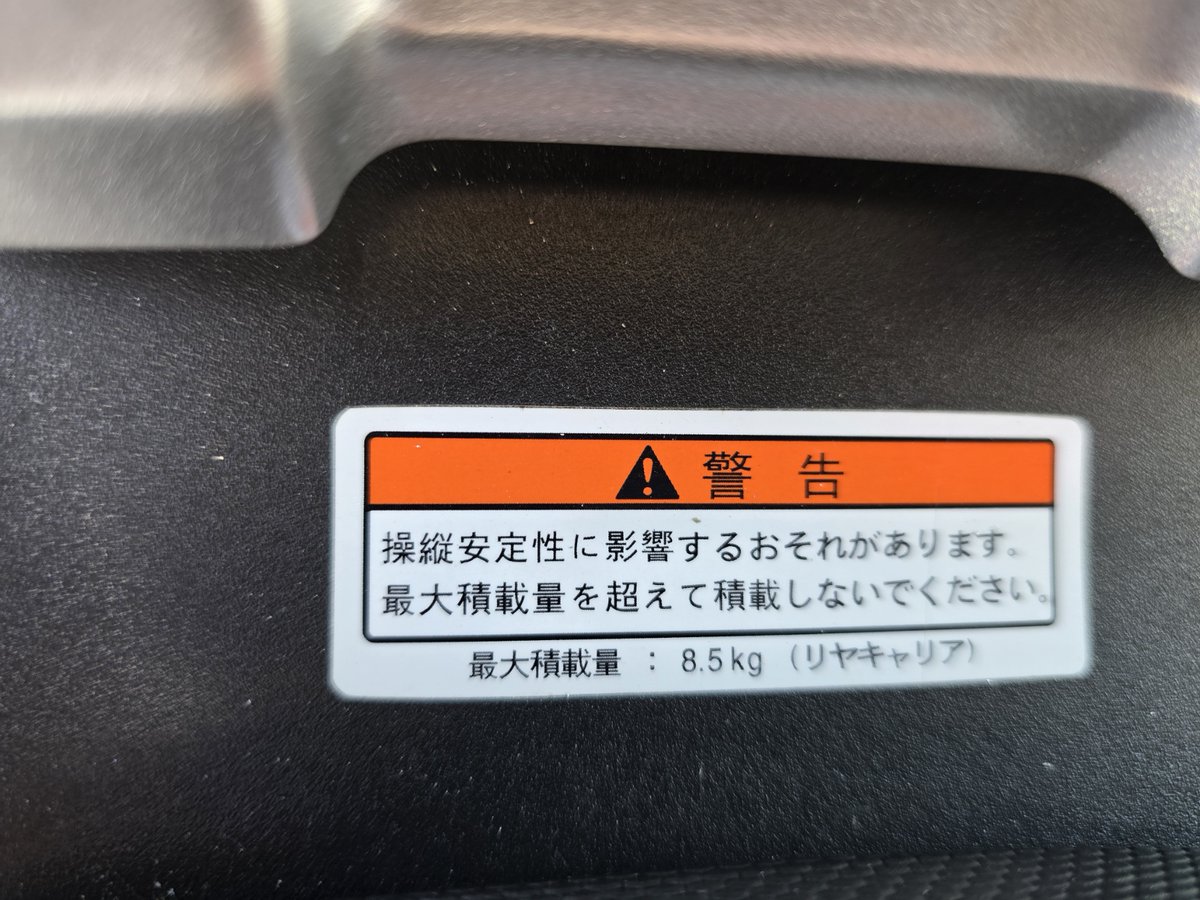 警告
操縦安定性に影響するおそれがあります。
最大積載量を超えて積載しないでください。
最大積載量 : 8.5kg (リヤキャリア)